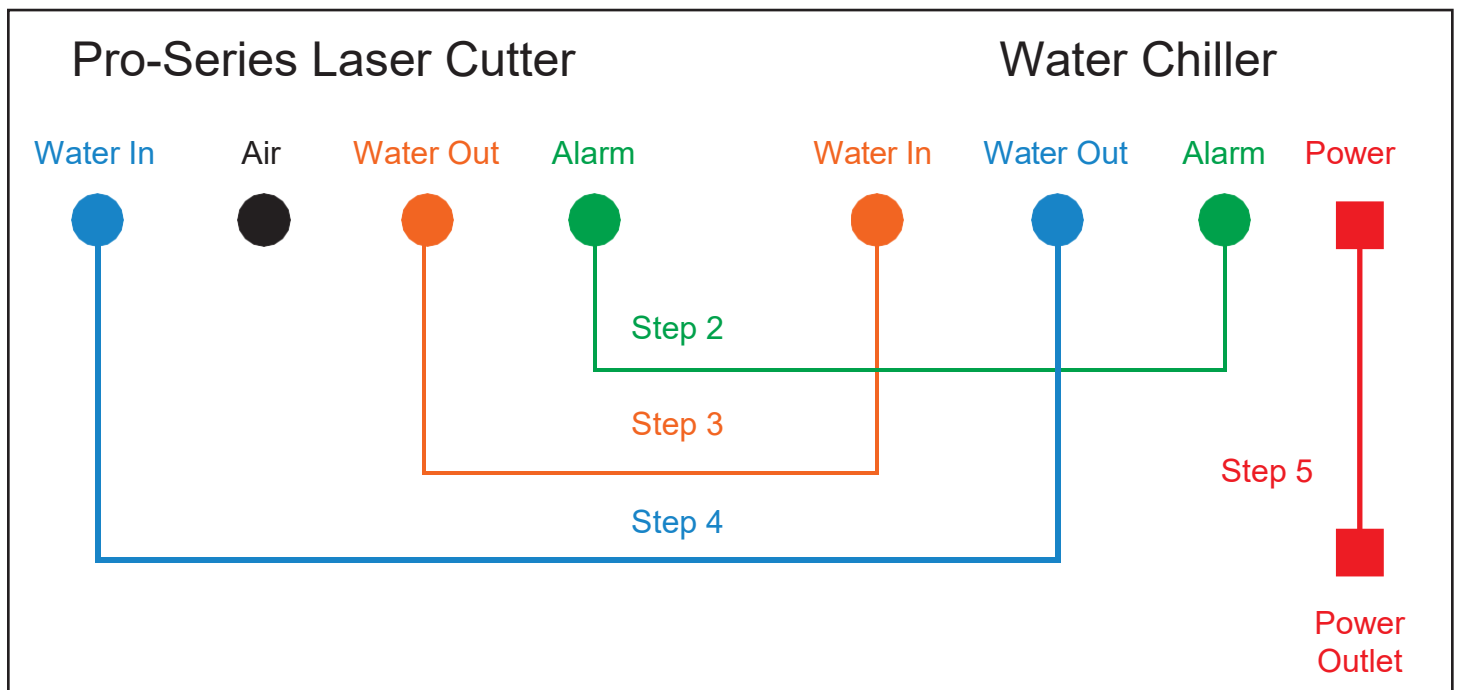 Pro-Series Laser Cutter
Water Chiller
Water In
Air
Water Out
Alarm
Water In
Water Out
Alarm
Power
Step 2
Step 3
Step 5
Step 4
Power
Outlet